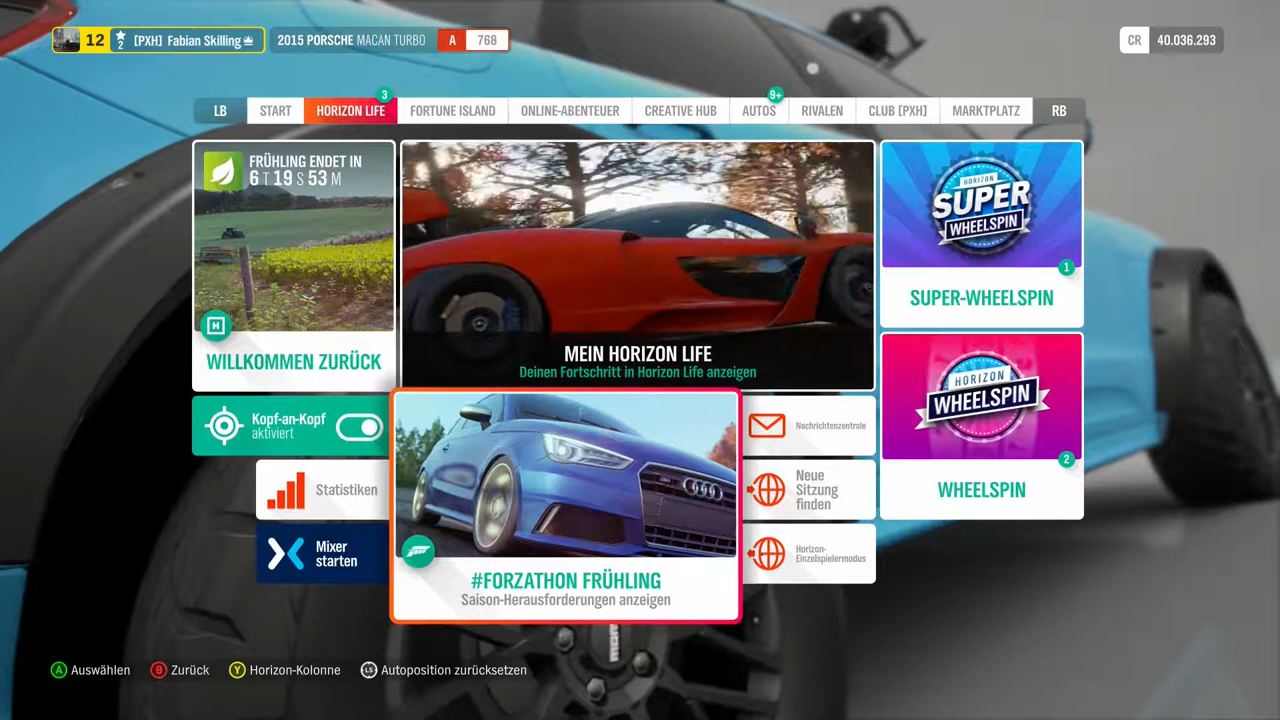 12 2 [PXH] Fabian Skilling 2015 PORSCHE MACAN TURBO A 768 CR 40.036.293
3 9+
LB START HORIZON LIFE FORTUNE ISLAND ONLINE-ABENTEUER CREATIVE HUB AUTOS RIVALEN CLUB [PXH] MARKTPLATZ RB
FRÜHLING ENDET IN
6 T 19 S 53 M
WILLKOMMEN ZURÜCK
MEIN HORIZON LIFE
Deinen Fortschritt in Horizon Life anzeigen
HORIZON
SUPER
WHEELSPIN
1
SUPER-WHEELSPIN
Kopf-an-Kopf
aktiviert
Statistiken
Mixer
starten
#FORZATHON FRÜHLING
Saison-Herausforderungen anzeigen
Nachrichtenzentrale
Neue
Sitzung
finden
Horizon-
Einzelspielermodus
HORIZON
WHEELSPIN
2
WHEELSPIN
A Auswählen B Zurück Y Horizon-Kolonne LS Autoposition zurücksetzen